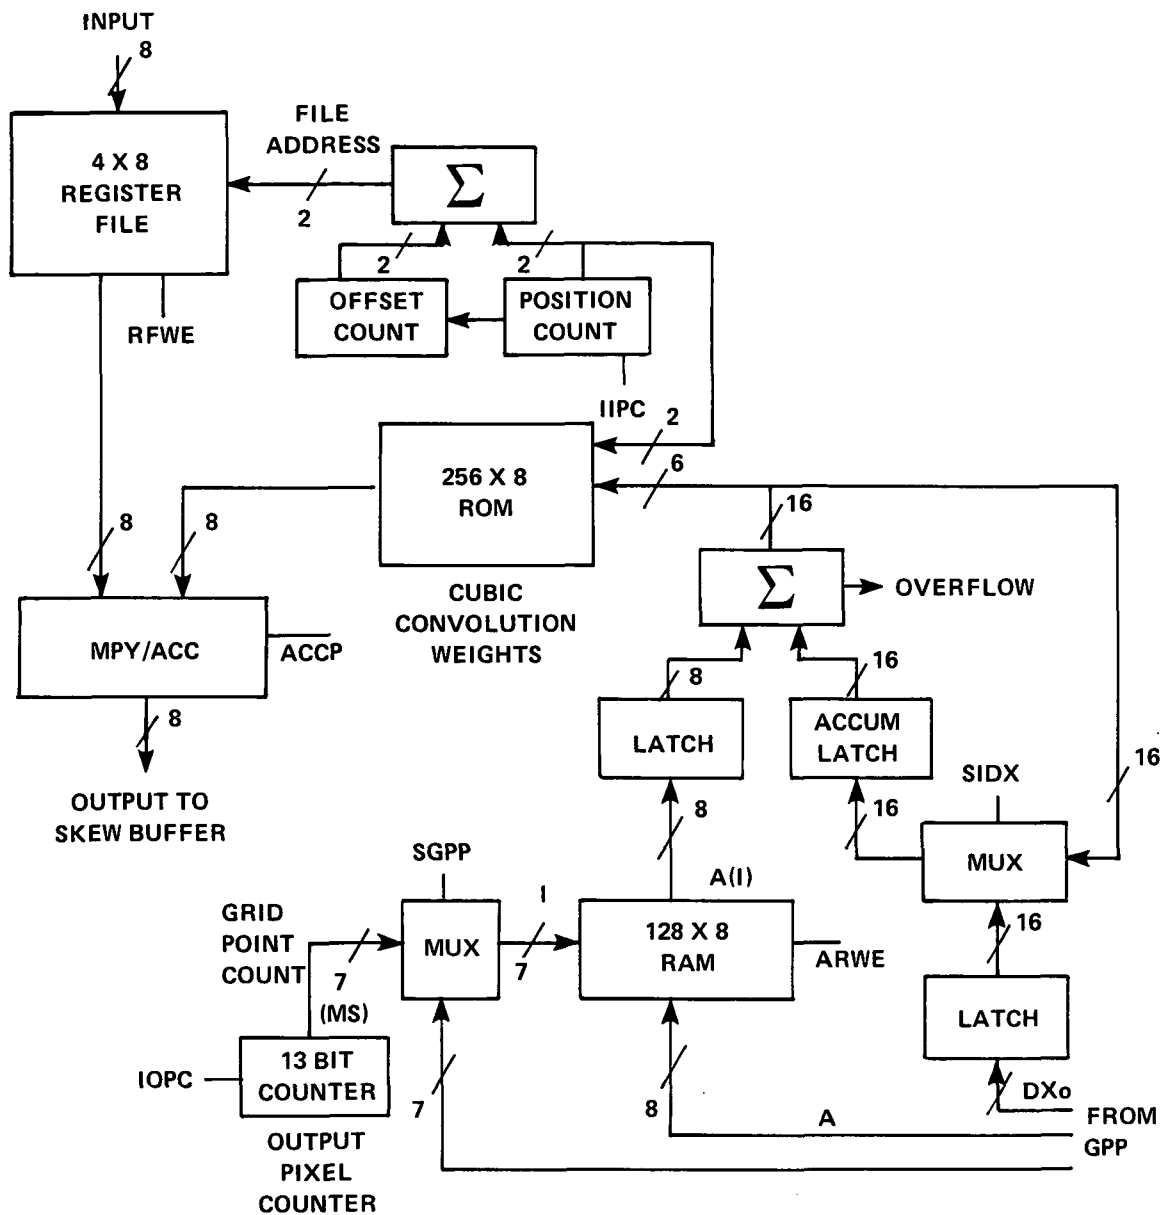 INPUT
8
4 X 8
REGISTER
FILE
FILE
ADDRESS
2
Σ
2
2
OFFSET
COUNT
POSITION
COUNT
RFWE
IIPC
2
6
256 X 8
ROM
16
8
8
Σ
OVERFLOW
CUBIC
CONVOLUTION
WEIGHTS
MPY/ACC
ACCP
8
8
16
LATCH
ACCUM
LATCH
16
SIDX
OUTPUT TO
SKEW BUFFER
8
16
MUX
SGPP
A(I)
I
GRID
POINT
COUNT
MUX
128 X 8
RAM
16
7
7
ARWE
(MS)
LATCH
IOPC
13 BIT
COUNTER
7
8
DXo
A
FROM
GPP
OUTPUT
PIXEL
COUNTER